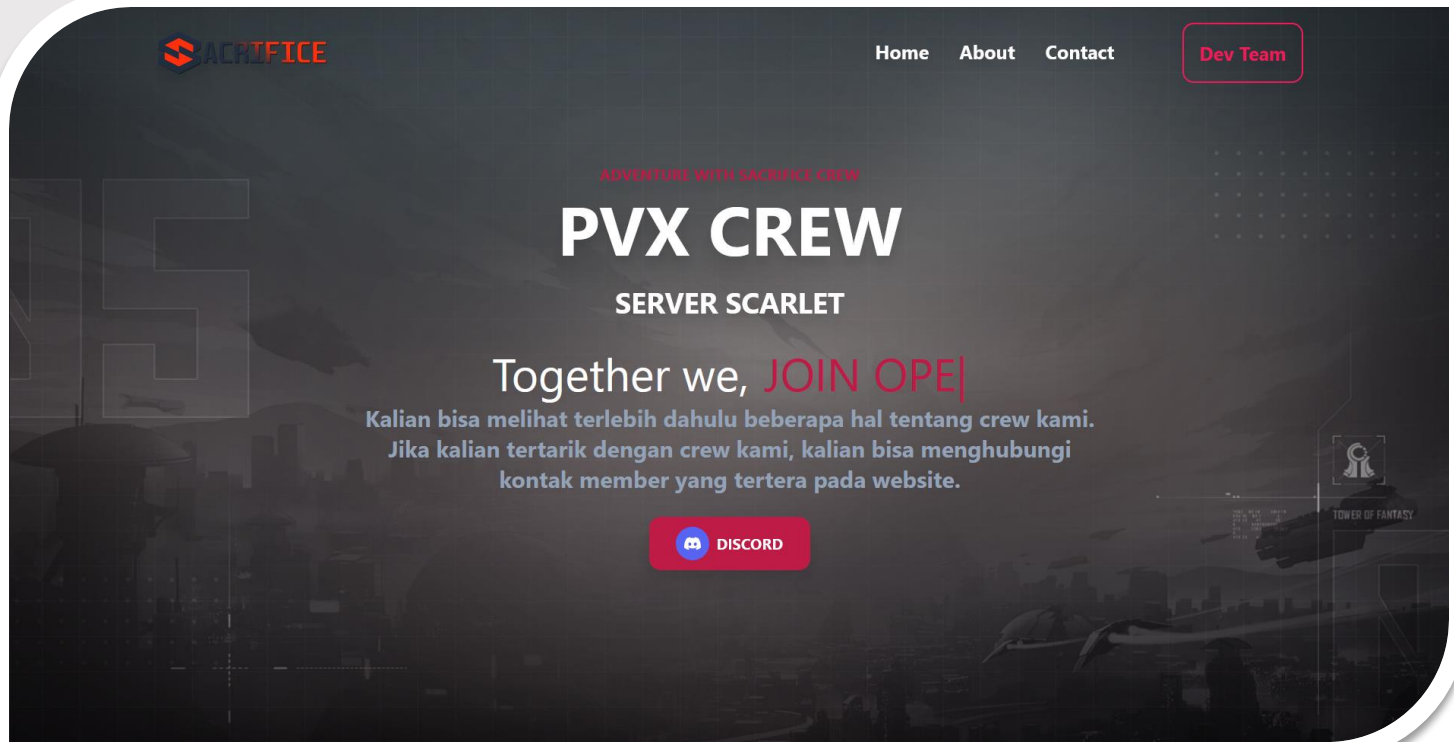 SACRIFICE
Home About Contact Dev Team
ADVENTURE WITH SACRIFICE CREW
PVX CREW
SERVER SCARLET
Together we, JOIN OPE|
Kalian bisa melihat terlebih dahulu beberapa hal tentang crew kami.
Jika kalian tertarik dengan crew kami, kalian bisa menghubungi
kontak member yang tertera pada website.
DISCORD
TOWER OF FANTASY